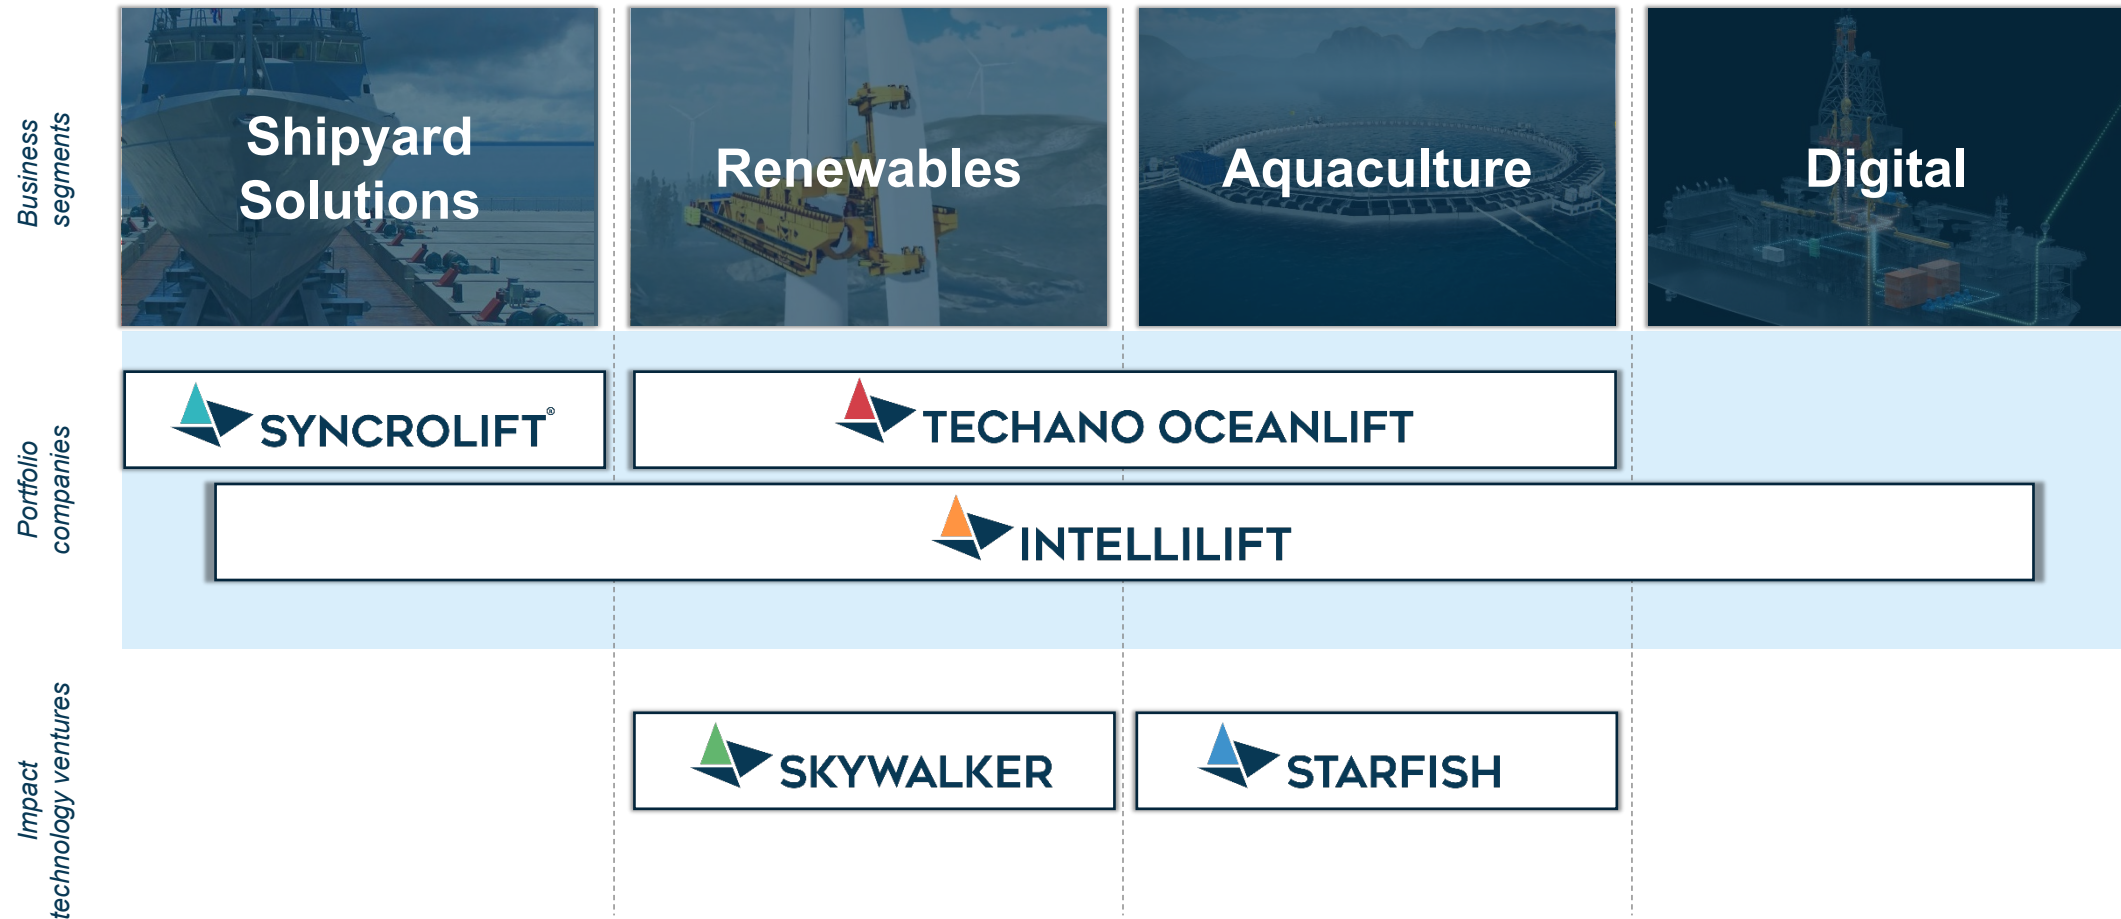 Business
segments
Shipyard
Solutions
Renewables
Aquaculture
Digital
Portfolio
companies
SYNCROLIFT®
TECHANO OCEANLIFT
INTELLILIFT
Impact
technology ventures
SKYWALKER
STARFISH